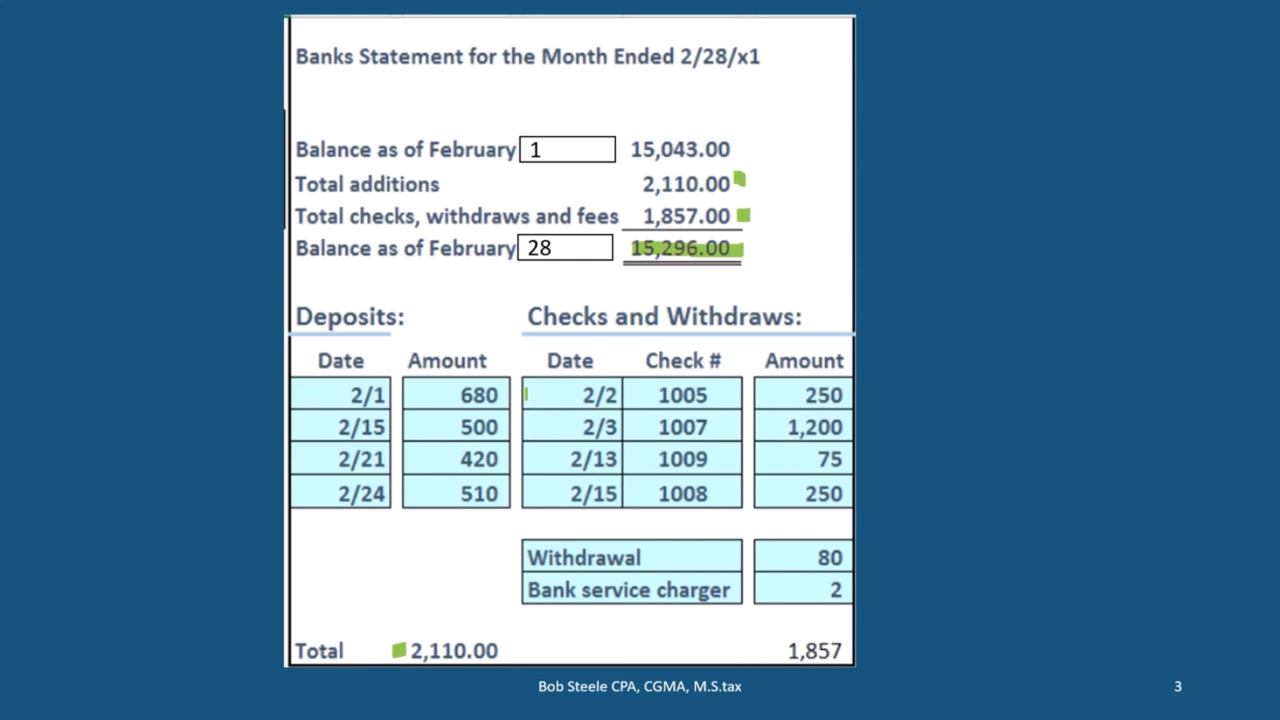 Banks Statement for the Month Ended 2/28/x1
Balance as of February 1 15,043.00
Total additions 2,110.00
Total checks, withdraws and fees 1,857.00
Balance as of February 28 15,296.00
Deposits: Checks and Withdraws:
Date Amount Date Check # Amount
2/1 680 2/2 1005 250
2/15 500 2/3 1007 1,200
2/21 420 2/13 1009 75
2/24 510 2/15 1008 250
Withdrawal 80
Bank service charger 2
Total 2,110.00 1,857
Bob Steele CPA, CGMA, M.S.tax 3